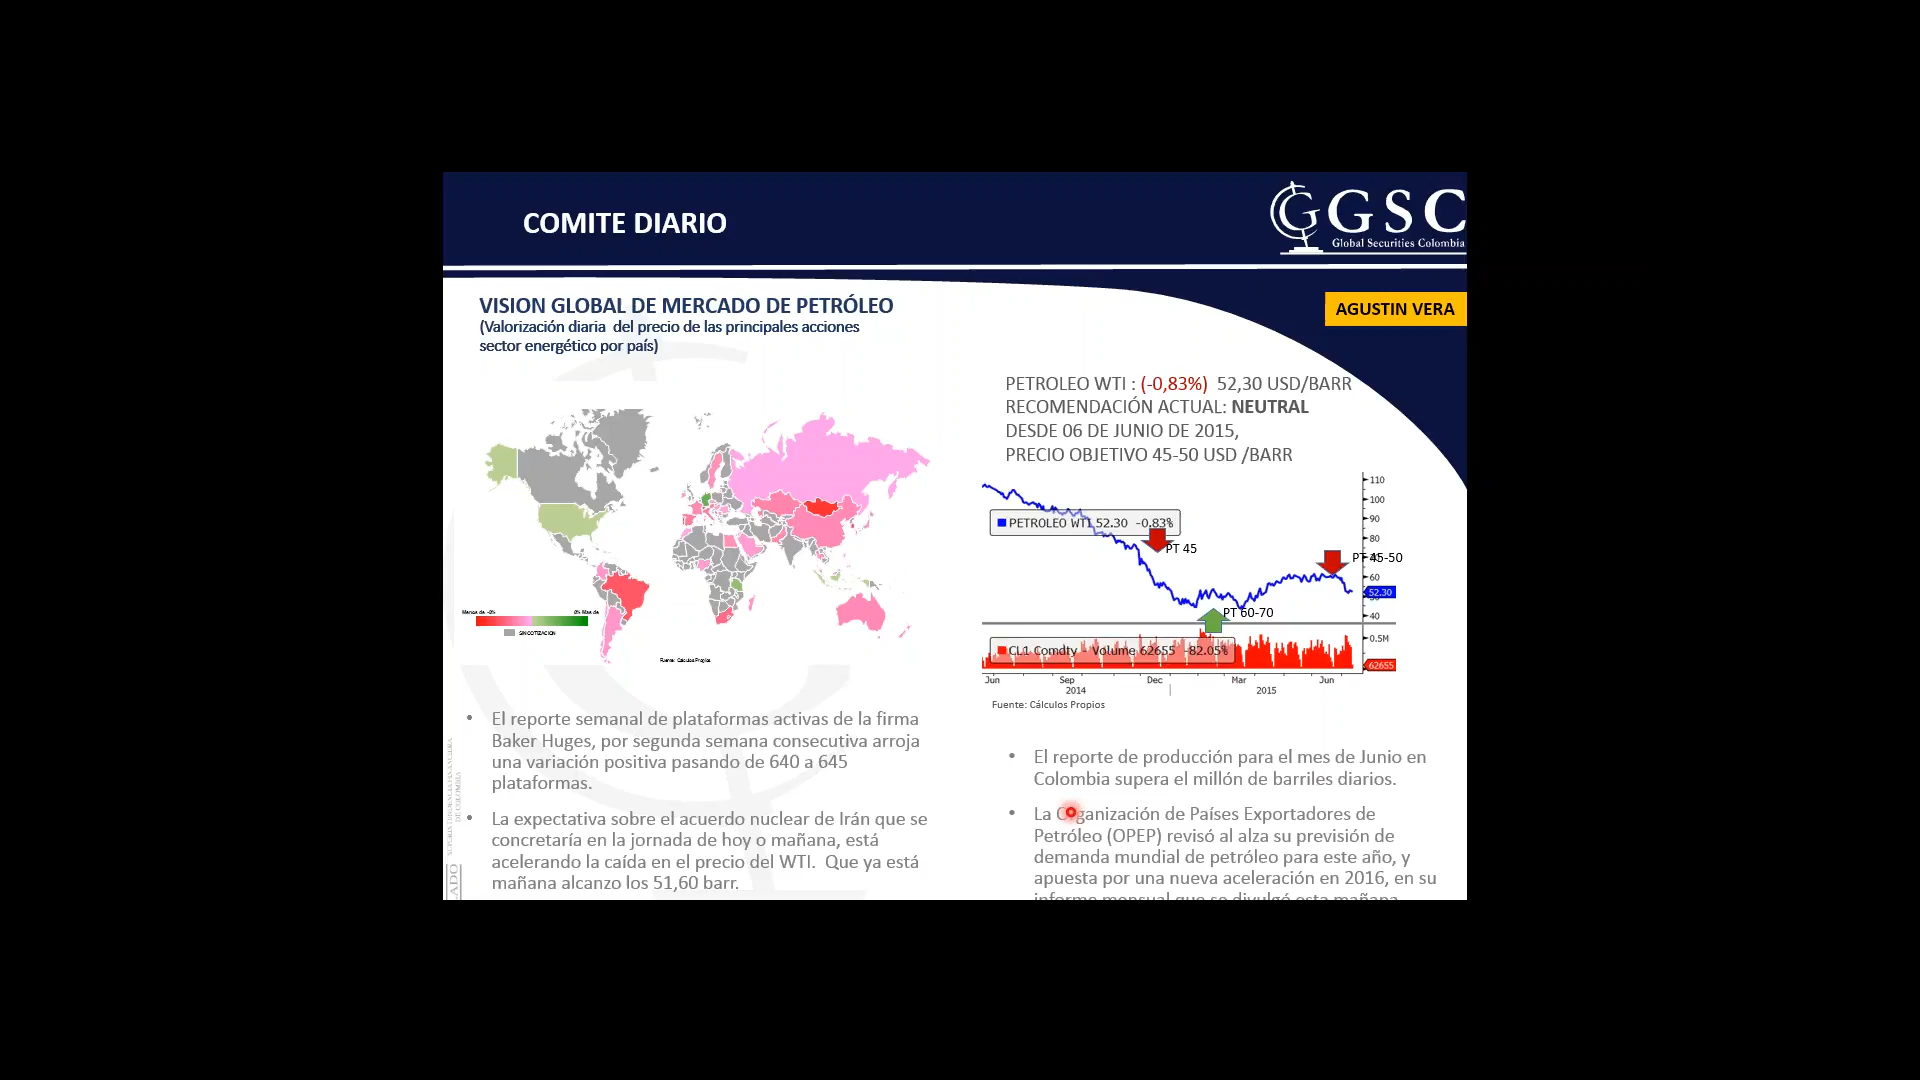 COMITE DIARIO
GGSC
Global Securities Colombia
VISION GLOBAL DE MERCADO DE PETRÓLEO
(Valorización diaria del precio de las principales acciones
sector energético por país)
AGUSTIN VERA
PETROLEO WTI : (-0,83%) 52,30 USD/BARR
RECOMENDACIÓN ACTUAL: NEUTRAL
DESDE 06 DE JUNIO DE 2015,
PRECIO OBJETIVO 45-50 USD /BARR
110
100
90
80
60
40
PETROLEO WTI 52.30 -0.83%
PT 45
PT 45-50
52.30
PT 60-70
0.5M
CL1 Comdty Volume 62655 -82.05%
62655
Jun Sep Dec Mar Jun
2014 2015
Fuente: Cálculos Propios
SIN COTIZACION
Fuente: Cálculos Propios
• El reporte semanal de plataformas activas de la firma
Baker Huges, por segunda semana consecutiva arroja
una variación positiva pasando de 640 a 645
plataformas.
• La expectativa sobre el acuerdo nuclear de Irán que se
concretaría en la jornada de hoy o mañana, está
acelerando la caída en el precio del WTI. Que ya está
mañana alcanzo los 51,60 barr.
• El reporte de producción para el mes de Junio en
Colombia supera el millón de barriles diarios.
• La Organización de Países Exportadores de
Petróleo (OPEP) revisó al alza su previsión de
demanda mundial de petróleo para este año, y
apuesta por una nueva aceleración en 2016, en su
informe mensual que se divulgó esta mañana